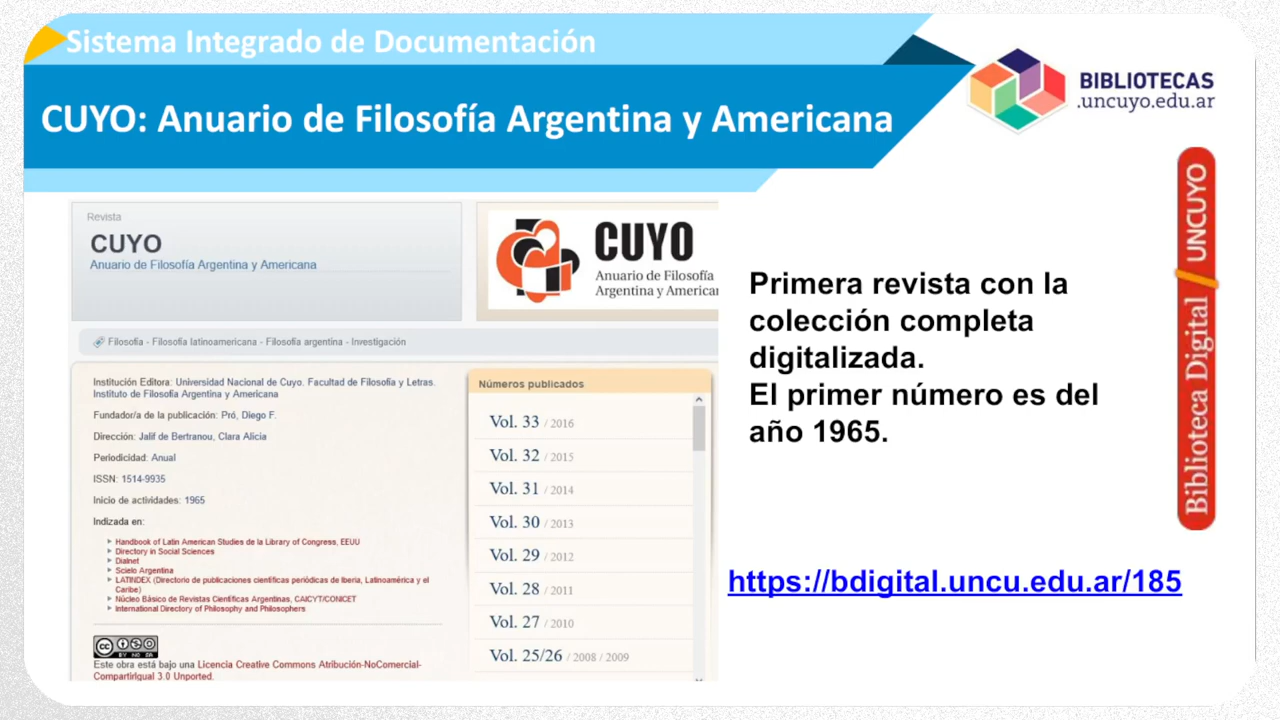 Sistema Integrado de Documentación
CUYO: Anuario de Filosofía Argentina y Americana
BIBLIOTECAS
.uncuyo.edu.ar
Biblioteca Digital / UNCUYO
Revista
CUYO
Anuario de Filosofía Argentina y Americana
CUYO
Anuario de Filosofía
Argentina y America
Filosofía - Filosofía latinoamericana - Filosofía argentina - Investigación
Institución Editora: Universidad Nacional de Cuyo. Facultad de Filosofía y Letras.
Instituto de Filosofía Argentina y Americana
Fundador/a de la publicación: Pró, Diego F.
Dirección: Jalif de Bertranou, Clara Alicia
Periodicidad: Anual
ISSN: 1514-9935
Inicio de actividades: 1965
Indizada en:
Handbook of Latin American Studies de la Library of Congress, EEUU
Directory in Social Sciences
Dialnet
Scielo Argentina
LATINDEX (Directorio de publicaciones científicas periódicas de Iberia, Latinoamérica y el
Caribe)
Núcleo Básico de Revistas Científicas Argentinas, CAICYT/CONICET
International Directory of Philosophy and Philosophers
cc
BY NC SA
Este obra está bajo una Licencia Creative Commons Atribución-NoComercial-
CompartirIgual 3.0 Unported.
Números publicados
Vol. 33 / 2016
Vol. 32 / 2015
Vol. 31 / 2014
Vol. 30 / 2013
Vol. 29 / 2012
Vol. 28 / 2011
Vol. 27 / 2010
Vol. 25/26 / 2008 / 2009
Primera revista con la
colección completa
digitalizada.
El primer número es del
año 1965.
https://bdigital.uncu.edu.ar/185